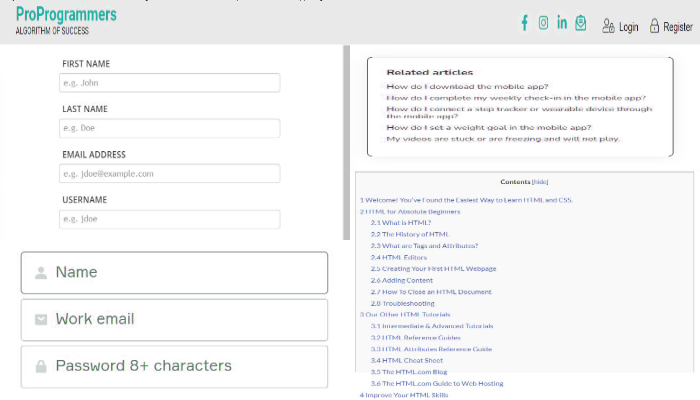 ProProgrammers
ALGORITHM OF SUCCESS
Login
Register
FIRST NAME
e.g. John
LAST NAME
e.g. Doe
EMAIL ADDRESS
e.g. jdoe@example.com
USERNAME
e.g. jdoe
Name
Work email
Password 8+ characters
Related articles
How do I download the mobile app?
How do I complete my weekly check-in in the mobile app?
How do I connect a step tracker or wearable device through
the mobile app?
How do I set a weight goal in the mobile app?
My videos are stuck or are freezing and will not play.
Contents [hide]
1 Welcome! You've Found the Easiest Way to Learn HTML and CSS.
2 HTML for Absolute Beginners
2.1 What is HTML?
2.2 The History of HTML
2.3 What are Tags and Attributes?
2.4 HTML Editors
2.5 Creating Your First HTML Webpage
2.6 Adding Content
2.7 How To Close an HTML Document
2.8 Troubleshooting
3 Our Other HTML Tutorials
3.1 Intermediate & Advanced Tutorials
3.2 HTML Reference Guides
3.3 HTML Attributes Reference Guide
3.4 HTML Cheat Sheet
3.5 The HTML.com Blog
3.6 The HTML.com Guide to Web Hosting
4 Improve Your HTML Skills